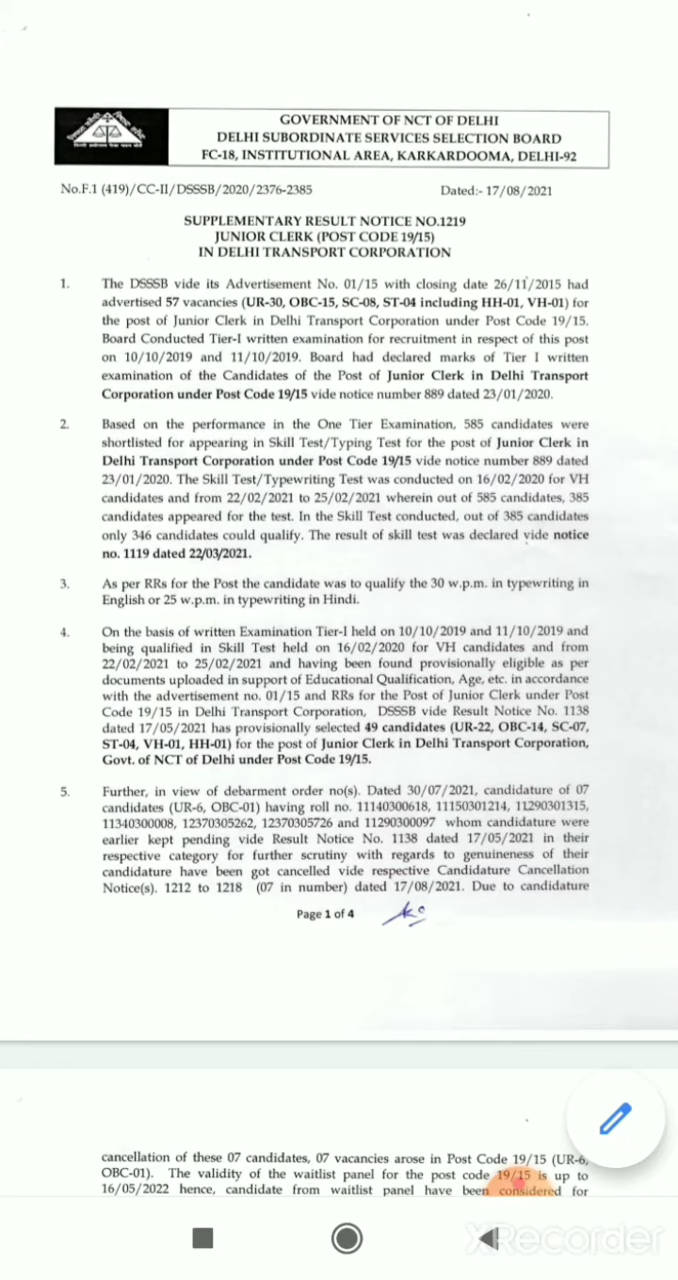 GOVERNMENT OF NCT OF DELHI
DELHI SUBORDINATE SERVICES SELECTION BOARD
FC-18, INSTITUTIONAL AREA, KARKARDOOMA, DELHI-92
No.F.1 (419)/CC-II/DSSSB/2020/2376-2385 Dated:- 17/08/2021
SUPPLEMENTARY RESULT NOTICE NO.1219
JUNIOR CLERK (POST CODE 19/15)
IN DELHI TRANSPORT CORPORATION
1. The DSSSB vide its Advertisement No. 01/15 with closing date 26/11/2015 had
advertised 57 vacancies (UR-30, OBC-15, SC-08, ST-04 including HH-01, VH-01) for
the post of Junior Clerk in Delhi Transport Corporation under Post Code 19/15.
Board Conducted Tier-I written examination for recruitment in respect of this post
on 10/10/2019 and 11/10/2019. Board had declared marks of Tier I written
examination of the Candidates of the Post of Junior Clerk in Delhi Transport
Corporation under Post Code 19/15 vide notice number 889 dated 23/01/2020.
2. Based on the performance in the One Tier Examination, 585 candidates were
shortlisted for appearing in Skill Test/Typing Test for the post of Junior Clerk in
Delhi Transport Corporation under Post Code 19/15 vide notice number 889 dated
23/01/2020. The Skill Test/Typewriting Test was conducted on 16/02/2020 for VH
candidates and from 22/02/2021 to 25/02/2021 wherein out of 585 candidates, 385
candidates appeared for the test. In the Skill Test conducted, out of 385 candidates
only 346 candidates could qualify. The result of skill test was declared vide notice
no. 1119 dated 22/03/2021.
3. As per RRs for the Post the candidate was to qualify the 30 w.p.m. in typewriting in
English or 25 w.p.m. in typewriting in Hindi.
4. On the basis of written Examination Tier-I held on 10/10/2019 and 11/10/2019 and
being qualified in Skill Test held on 16/02/2020 for VH candidates and from
22/02/2021 to 25/02/2021 and having been found provisionally eligible as per
documents uploaded in support of Educational Qualification, Age, etc. in accordance
with the advertisement no. 01/15 and RRs for the Post of Junior Clerk under Post
Code 19/15 in Delhi Transport Corporation, DSSSB vide Result Notice No. 1138
dated 17/05/2021 has provisionally selected 49 candidates (UR-22, OBC-14, SC-07,
ST-04, VH-01, HH-01) for the post of Junior Clerk in Delhi Transport Corporation,
Govt. of NCT of Delhi under Post Code 19/15.
5. Further, in view of debarment order no(s). Dated 30/07/2021, candidature of 07
candidates (UR-6, OBC-01) having roll no. 11140300618, 11150301214, 11290301315,
11340300008, 12370305262, 12370305726 and 11290300097 whom candidature were
earlier kept pending vide Result Notice No. 1138 dated 17/05/2021 in their
respective category for further scrutiny with regards to genuineness of their
candidature have been got cancelled vide respective Candidature Cancellation
Notice(s). 1212 to 1218 (07 in number) dated 17/08/2021. Due to candidature
Page 1 of 4
cancellation of these 07 candidates, 07 vacancies arose in Post Code 19/15 (UR-6,
OBC-01). The validity of the waitlist panel for the post code 19/15 is up to
16/05/2022 hence, candidate from waitlist panel have been considered for
XRecorder